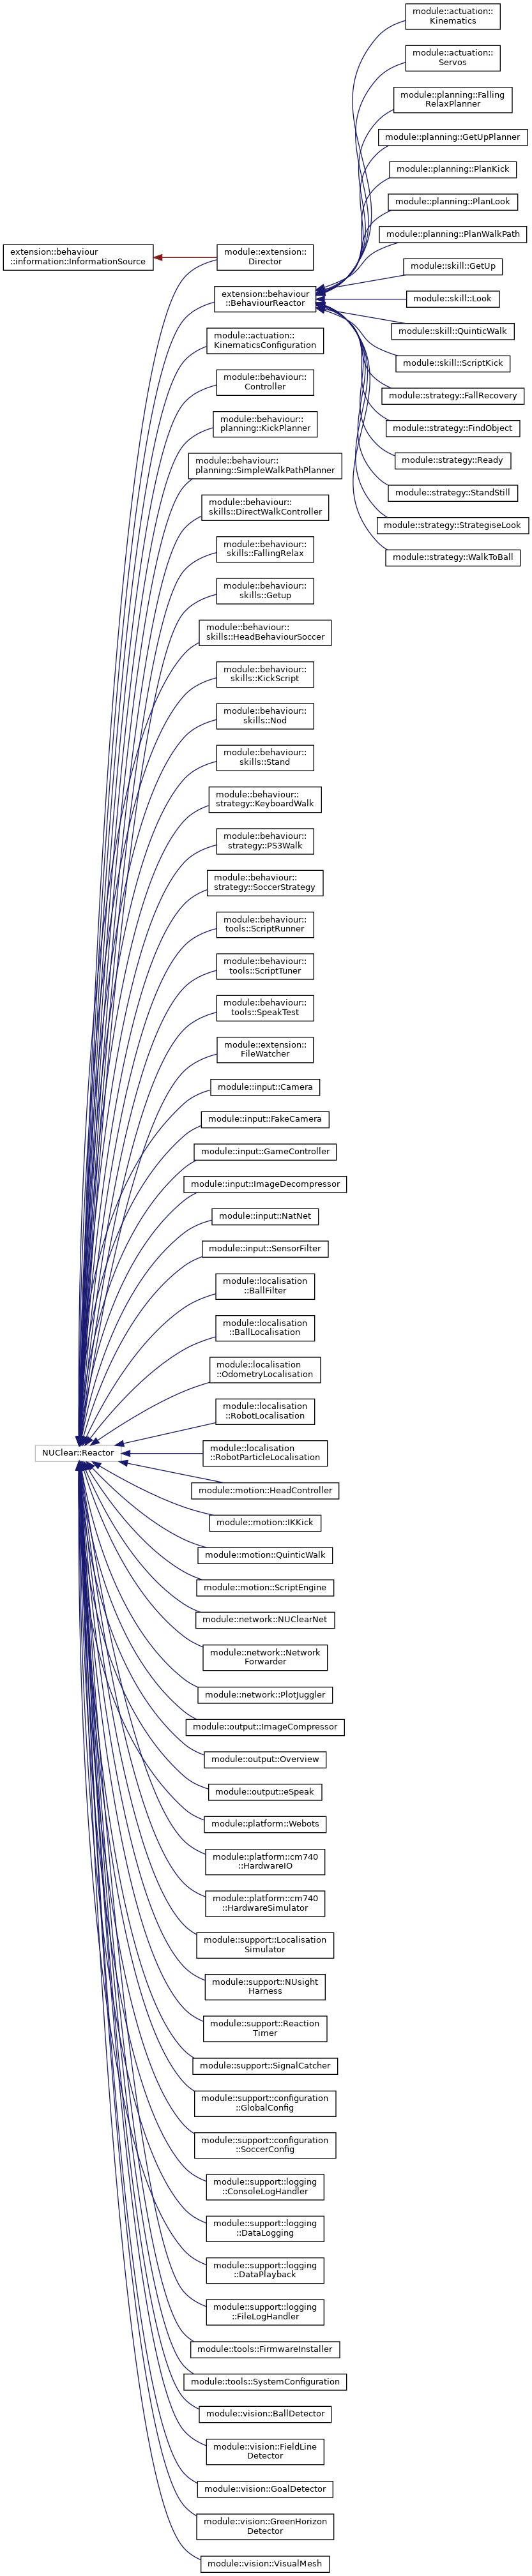 module::actuation::
Kinematics
module::actuation::
Servos
module::planning::Falling
RelaxPlanner
module::planning::GetUpPlanner
module::planning::PlanKick
module::planning::PlanLook
module::planning::PlanWalkPath
extension::behaviour
::information::InformationSource
module::extension::
Director
module::skill::GetUp
extension::behaviour
::BehaviourReactor
module::skill::Look
module::skill::QuinticWalk
module::actuation::
KinematicsConfiguration
module::skill::ScriptKick
module::behaviour::
Controller
module::strategy::FallRecovery
module::behaviour::
planning::KickPlanner
module::strategy::FindObject
module::behaviour::
planning::SimpleWalkPathPlanner
module::strategy::Ready
module::behaviour::
skills::DirectWalkController
module::strategy::StandStill
module::strategy::StrategiseLook
module::behaviour::
skills::FallingRelax
module::strategy::WalkToBall
module::behaviour::
skills::Getup
module::behaviour::
skills::HeadBehaviourSoccer
module::behaviour::
skills::KickScript
module::behaviour::
skills::Nod
module::behaviour::
skills::Stand
module::behaviour::
strategy::KeyboardWalk
module::behaviour::
strategy::PS3Walk
module::behaviour::
strategy::SoccerStrategy
module::behaviour::
tools::ScriptRunner
module::behaviour::
tools::ScriptTuner
module::behaviour::
tools::SpeakTest
module::extension::
FileWatcher
module::input::Camera
module::input::FakeCamera
module::input::GameController
module::input::ImageDecompressor
module::input::NatNet
module::input::SensorFilter
module::localisation
::BallFilter
module::localisation
::BallLocalisation
module::localisation
::OdometryLocalisation
module::localisation
::RobotLocalisation
NUClear::Reactor
module::localisation
::RobotParticleLocalisation
module::motion::HeadController
module::motion::IKKick
module::motion::QuinticWalk
module::motion::ScriptEngine
module::network::NUClearNet
module::network::Network
Forwarder
module::network::PlotJuggler
module::output::ImageCompressor
module::output::Overview
module::output::eSpeak
module::platform::Webots
module::platform::cm740
::HardwareIO
module::platform::cm740
::HardwareSimulator
module::support::Localisation
Simulator
module::support::NUsight
Harness
module::support::Reaction
Timer
module::support::SignalCatcher
module::support::configuration
::GlobalConfig
module::support::configuration
::SoccerConfig
module::support::logging
::ConsoleLogHandler
module::support::logging
::DataLogging
module::support::logging
::DataPlayback
module::support::logging
::FileLogHandler
module::tools::FirmwareInstaller
module::tools::SystemConfiguration
module::vision::BallDetector
module::vision::FieldLine
Detector
module::vision::GoalDetector
module::vision::GreenHorizon
Detector
module::vision::VisualMesh